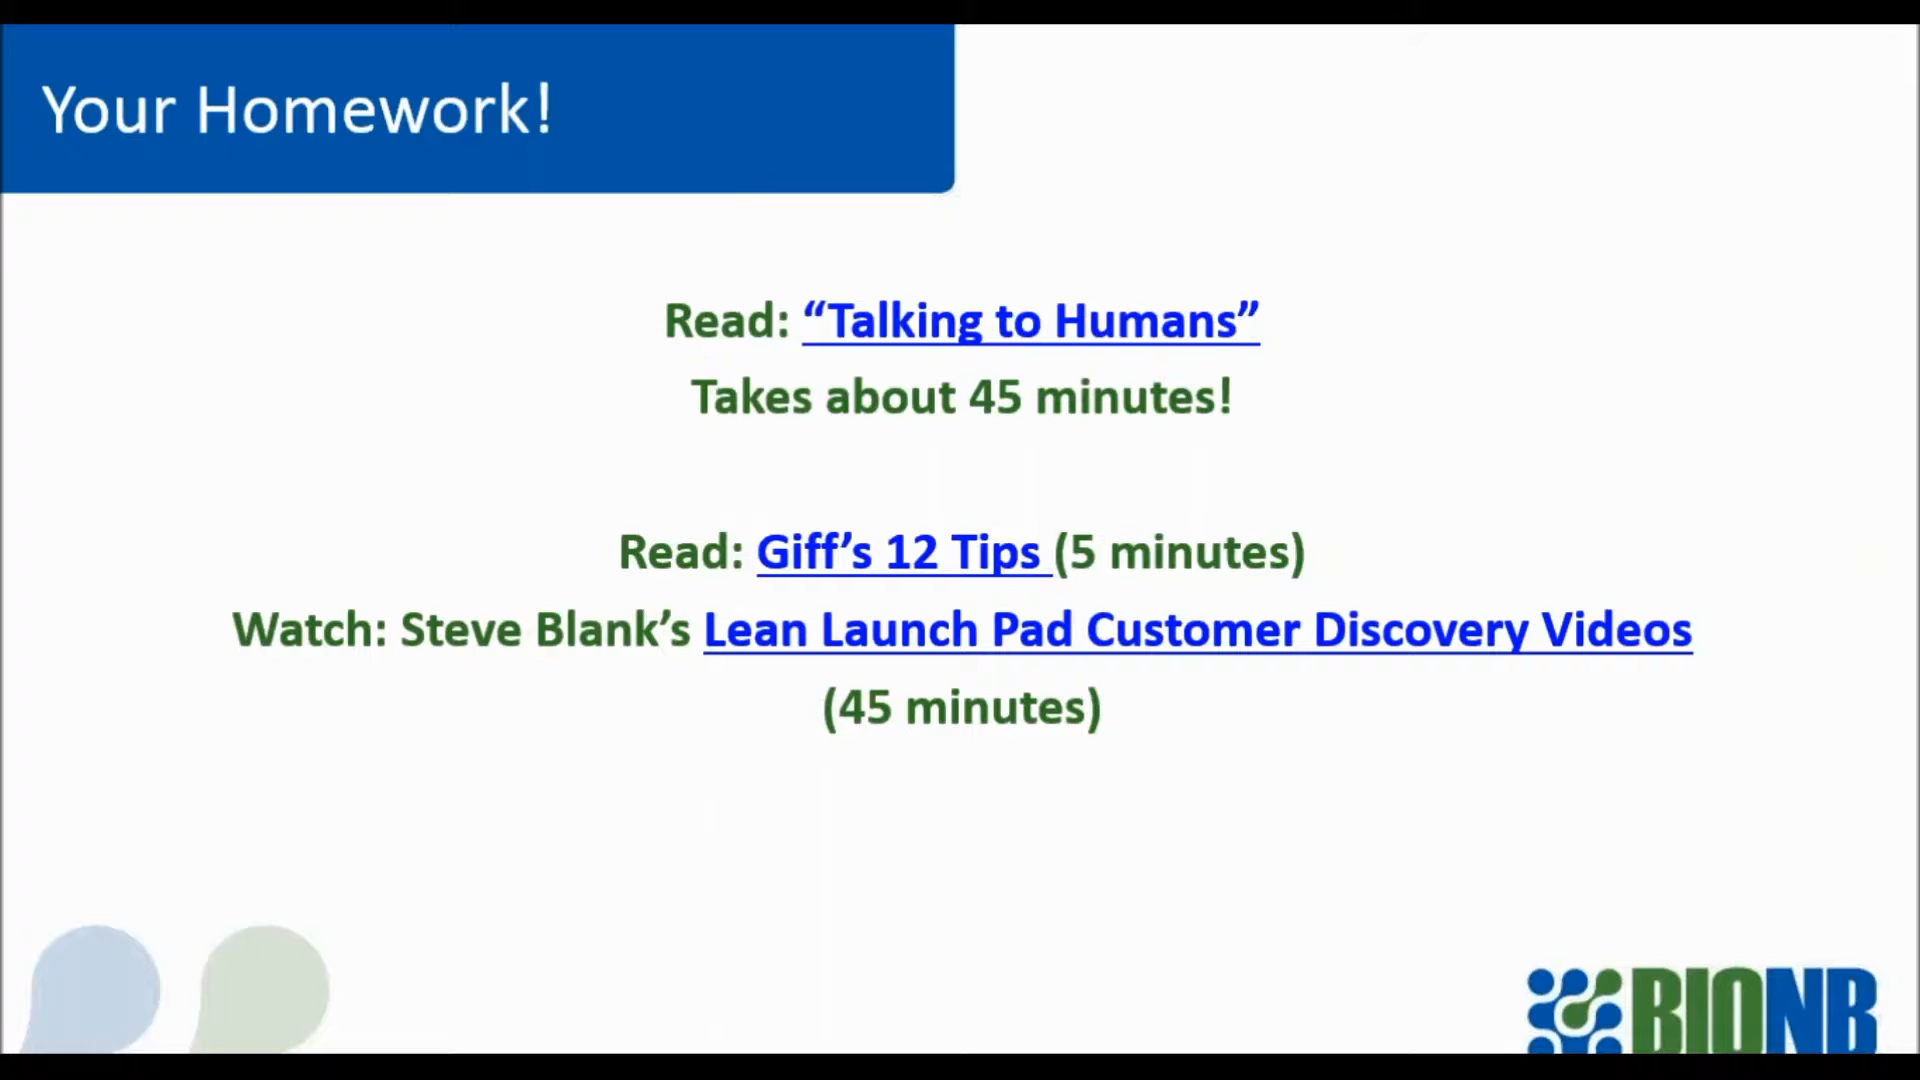 Your Homework!
Read: “Talking to Humans”
Takes about 45 minutes!
Read: Giff’s 12 Tips (5 minutes)
Watch: Steve Blank’s Lean Launch Pad Customer Discovery Videos
(45 minutes)
BIONB